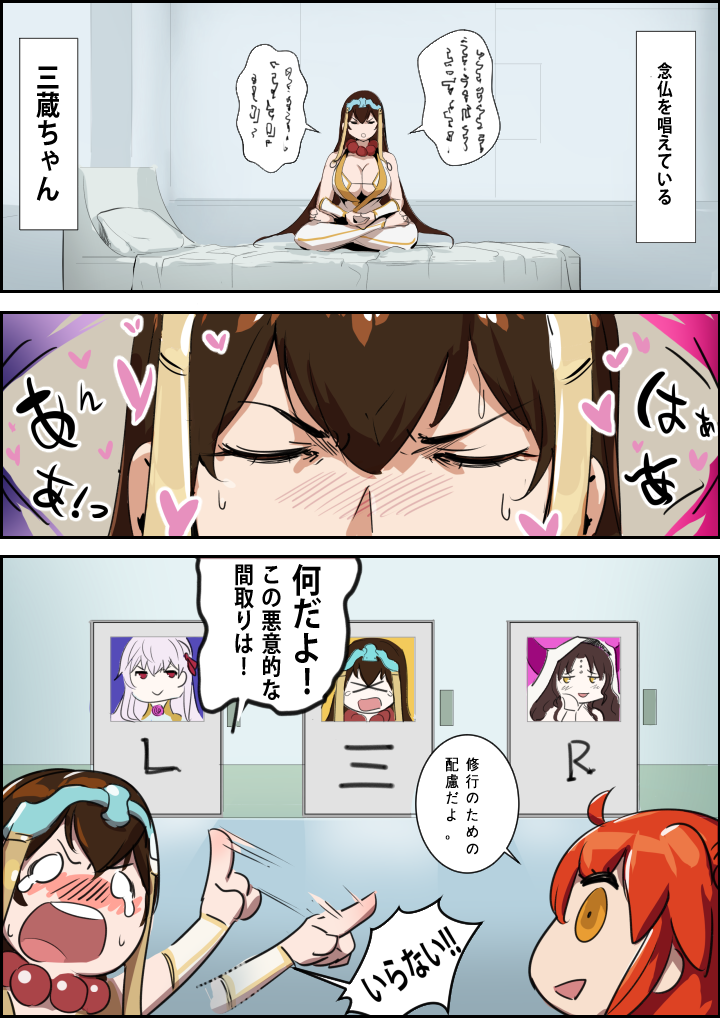 念仏を唱えている
三蔵ちゃん
はぁぁ
あ
あん
あぁ!っ
何だよ！
この悪意的な
間取りは！
L
三
R
修行のための
配慮だよ。
いらない!!